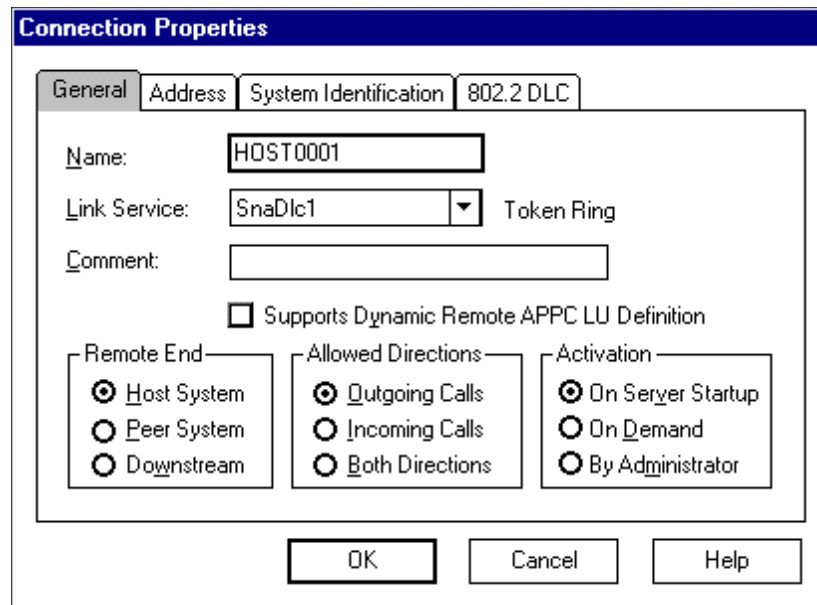 Connection Properties
General Address System Identification 802.2 DLC
Name: HOST0001
Link Service: SnaDlc1 Token Ring
Comment:
Supports Dynamic Remote APPC LU Definition
Remote End Allowed Directions Activation
Host System Outgoing Calls On Server Startup
Peer System Incoming Calls On Demand
Downstream Both Directions By Administrator
OK Cancel Help